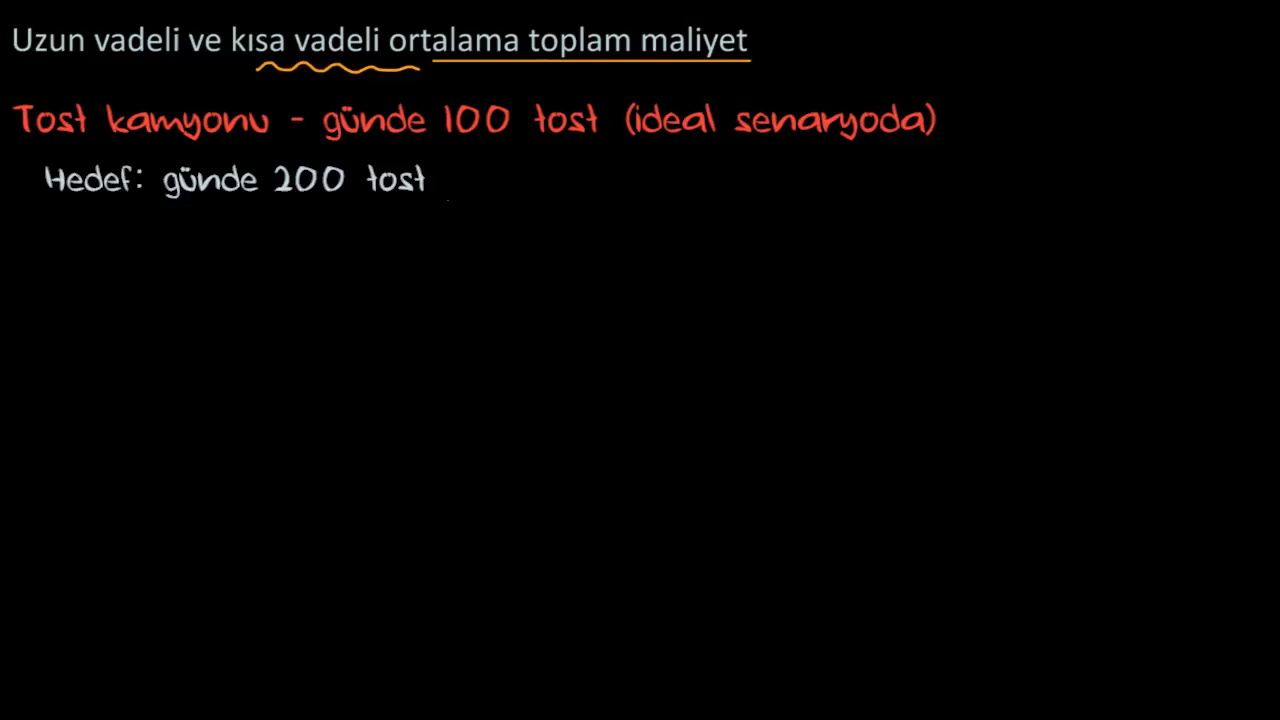 Uzun vadeli ve kısa vadeli ortalama toplam maliyet
Tost kamyonu - günde 100 tost (ideal senaryoda)
Hedef: günde 200 tost